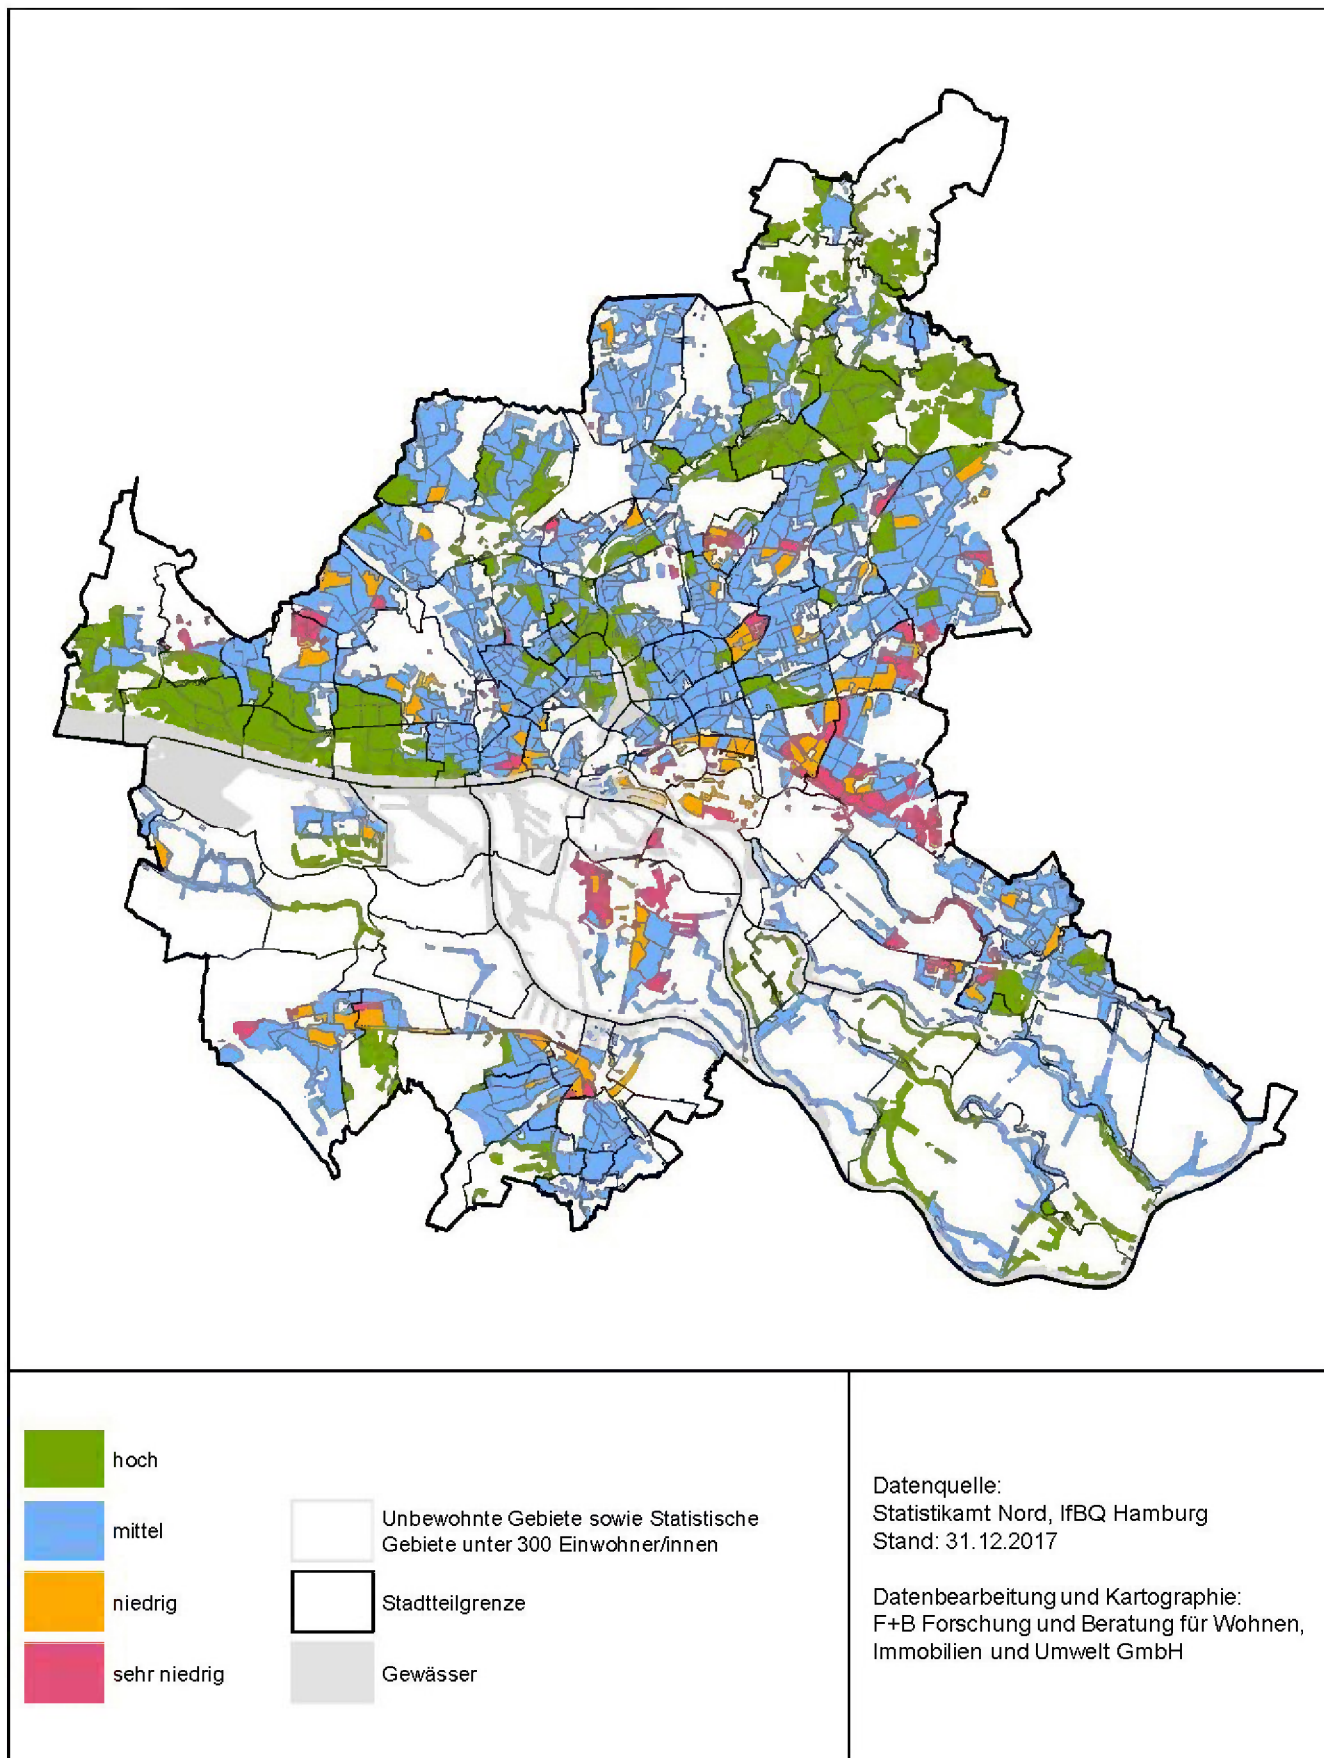 hoch
mittel
niedrig
sehr niedrig
Unbewohnte Gebiete sowie Statistische
Gebiete unter 300 Einwohner/innen
Stadtteilgrenze
Gewässer
Datenquelle:
Statistikamt Nord, IfBQ Hamburg
Stand: 31.12.2017
Datenbearbeitung und Kartographie:
F+B Forschung und Beratung für Wohnen,
Immobilien und Umwelt GmbH